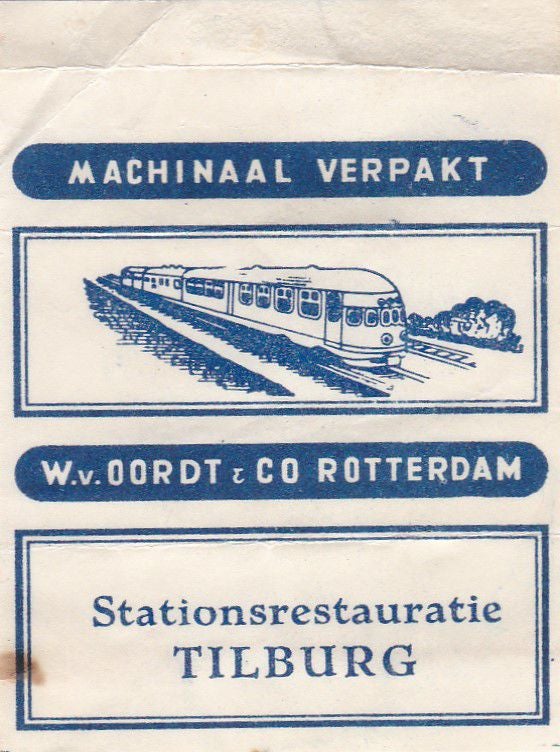 MACHINAAL VERPAKT
W.v. OORDT & CO ROTTERDAM
Stationsrestauratie
TILBURG